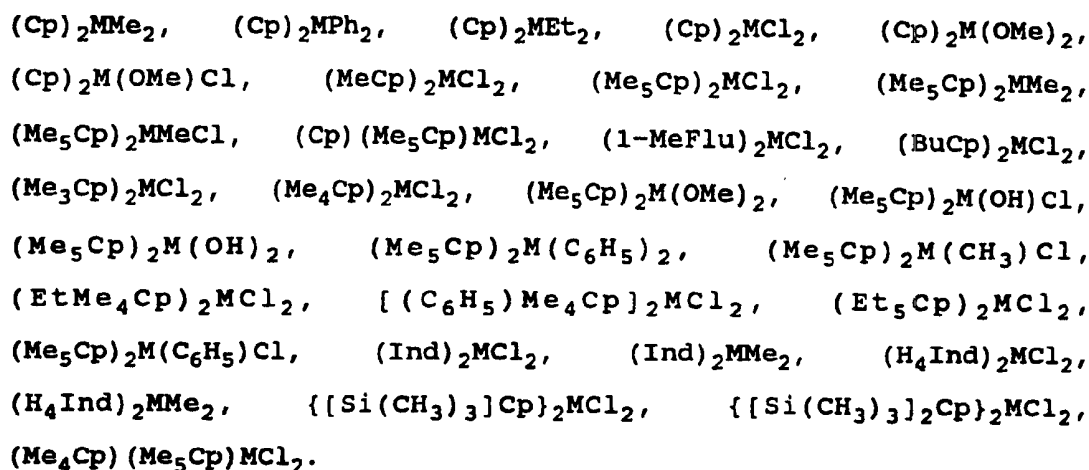 (Cp)₂MMe₂, (Cp)₂MPh₂, (Cp)₂MEt₂, (Cp)₂MCl₂, (Cp)₂M(OMe)₂,
(Cp)₂M(OMe)Cl, (MeCp)₂MCl₂, (Me₅Cp)₂MCl₂, (Me₅Cp)₂MMe₂,
(Me₅Cp)₂MMeCl, (Cp)(Me₅Cp)MCl₂, (1-MeFlu)₂MCl₂, (BuCp)₂MCl₂,
(Me₃Cp)₂MCl₂, (Me₄Cp)₂MCl₂, (Me₅Cp)₂M(OMe)₂, (Me₅Cp)₂M(OH)Cl,
(Me₅Cp)₂M(OH)₂, (Me₅Cp)₂M(C₆H₅)₂, (Me₅Cp)₂M(CH₃)Cl,
(EtMe₄Cp)₂MCl₂, [(C₆H₅)Me₄Cp]₂MCl₂, (Et₅Cp)₂MCl₂,
(Me₅Cp)₂M(C₆H₅)Cl, (Ind)₂MCl₂, (Ind)₂MMe₂, (H₄Ind)₂MCl₂,
(H₄Ind)₂MMe₂, {[Si(CH₃)₃]Cp}₂MCl₂, {[Si(CH₃)₃]₂Cp}₂MCl₂,
(Me₄Cp)(Me₅Cp)MCl₂.